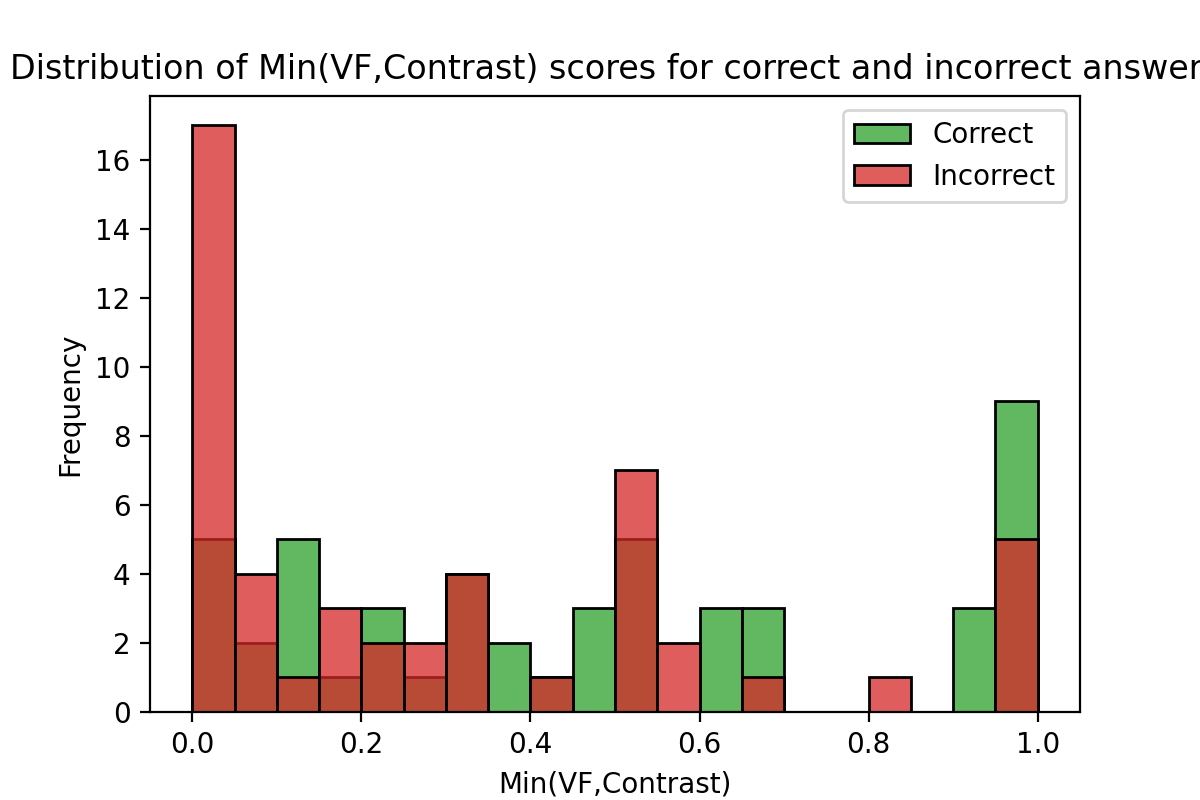 Distribution of Min(VF,Contrast) scores for correct and incorrect answer
Correct
Incorrect
Frequency
16
14
12
10
8
6
4
2
0
0.0 0.2 0.4 0.6 0.8 1.0
Min(VF,Contrast)